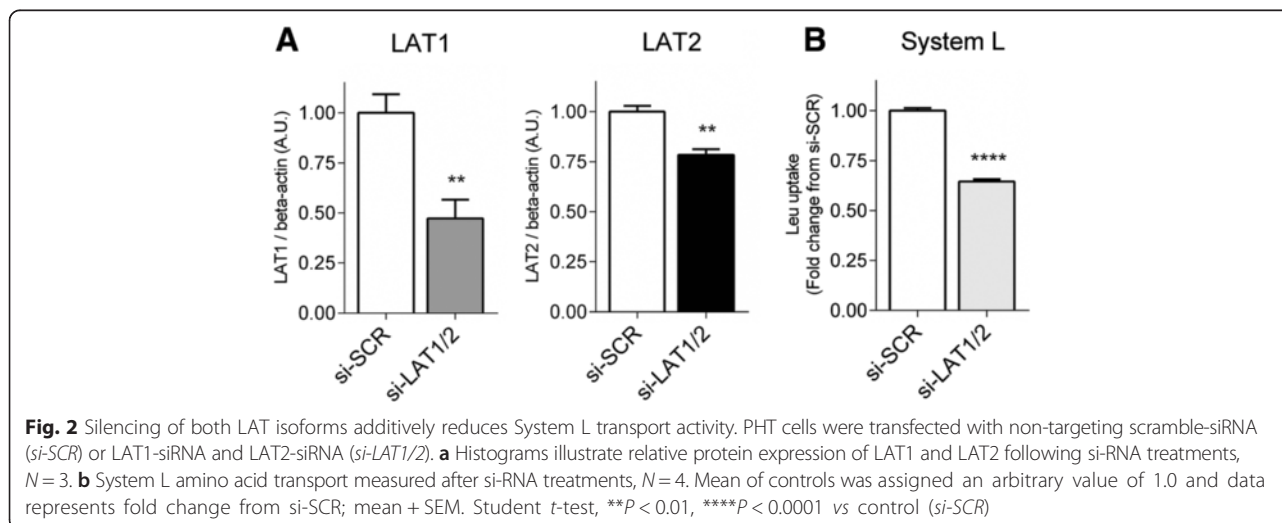 A
LAT1
LAT2
B
System L
LAT1 / beta-actin (A.U.)
1.00
0.75
0.50
0.25
0.00
**
si-SCR
si-LAT1/2
LAT2 / beta-actin (A.U.)
1.00
0.75
0.50
0.25
0.00
**
si-SCR
si-LAT1/2
Leu uptake
(Fold change from si-SCR)
1.00
0.75
0.50
0.25
0.00
****
si-SCR
si-LAT1/2
Fig. 2 Silencing of both LAT isoforms additively reduces System L transport activity. PHT cells were transfected with non-targeting scramble-siRNA
(si-SCR) or LAT1-siRNA and LAT2-siRNA (si-LAT1/2). a Histograms illustrate relative protein expression of LAT1 and LAT2 following si-RNA treatments,
N = 3. b System L amino acid transport measured after si-RNA treatments, N = 4. Mean of controls was assigned an arbitrary value of 1.0 and data
represents fold change from si-SCR; mean + SEM. Student t-test, **P < 0.01, ****P < 0.0001 vs control (si-SCR)